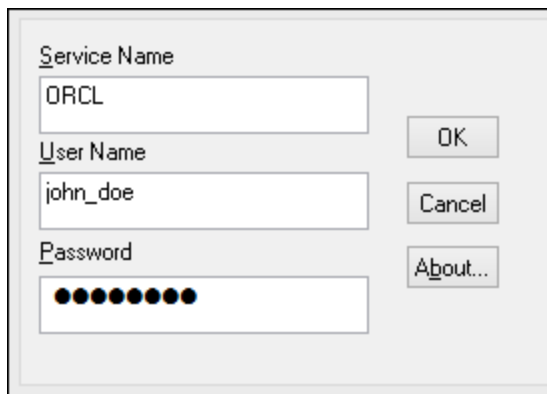 Service Name
ORCL
User Name
john_doe
Password
●●●●●●●●
OK
Cancel
About...